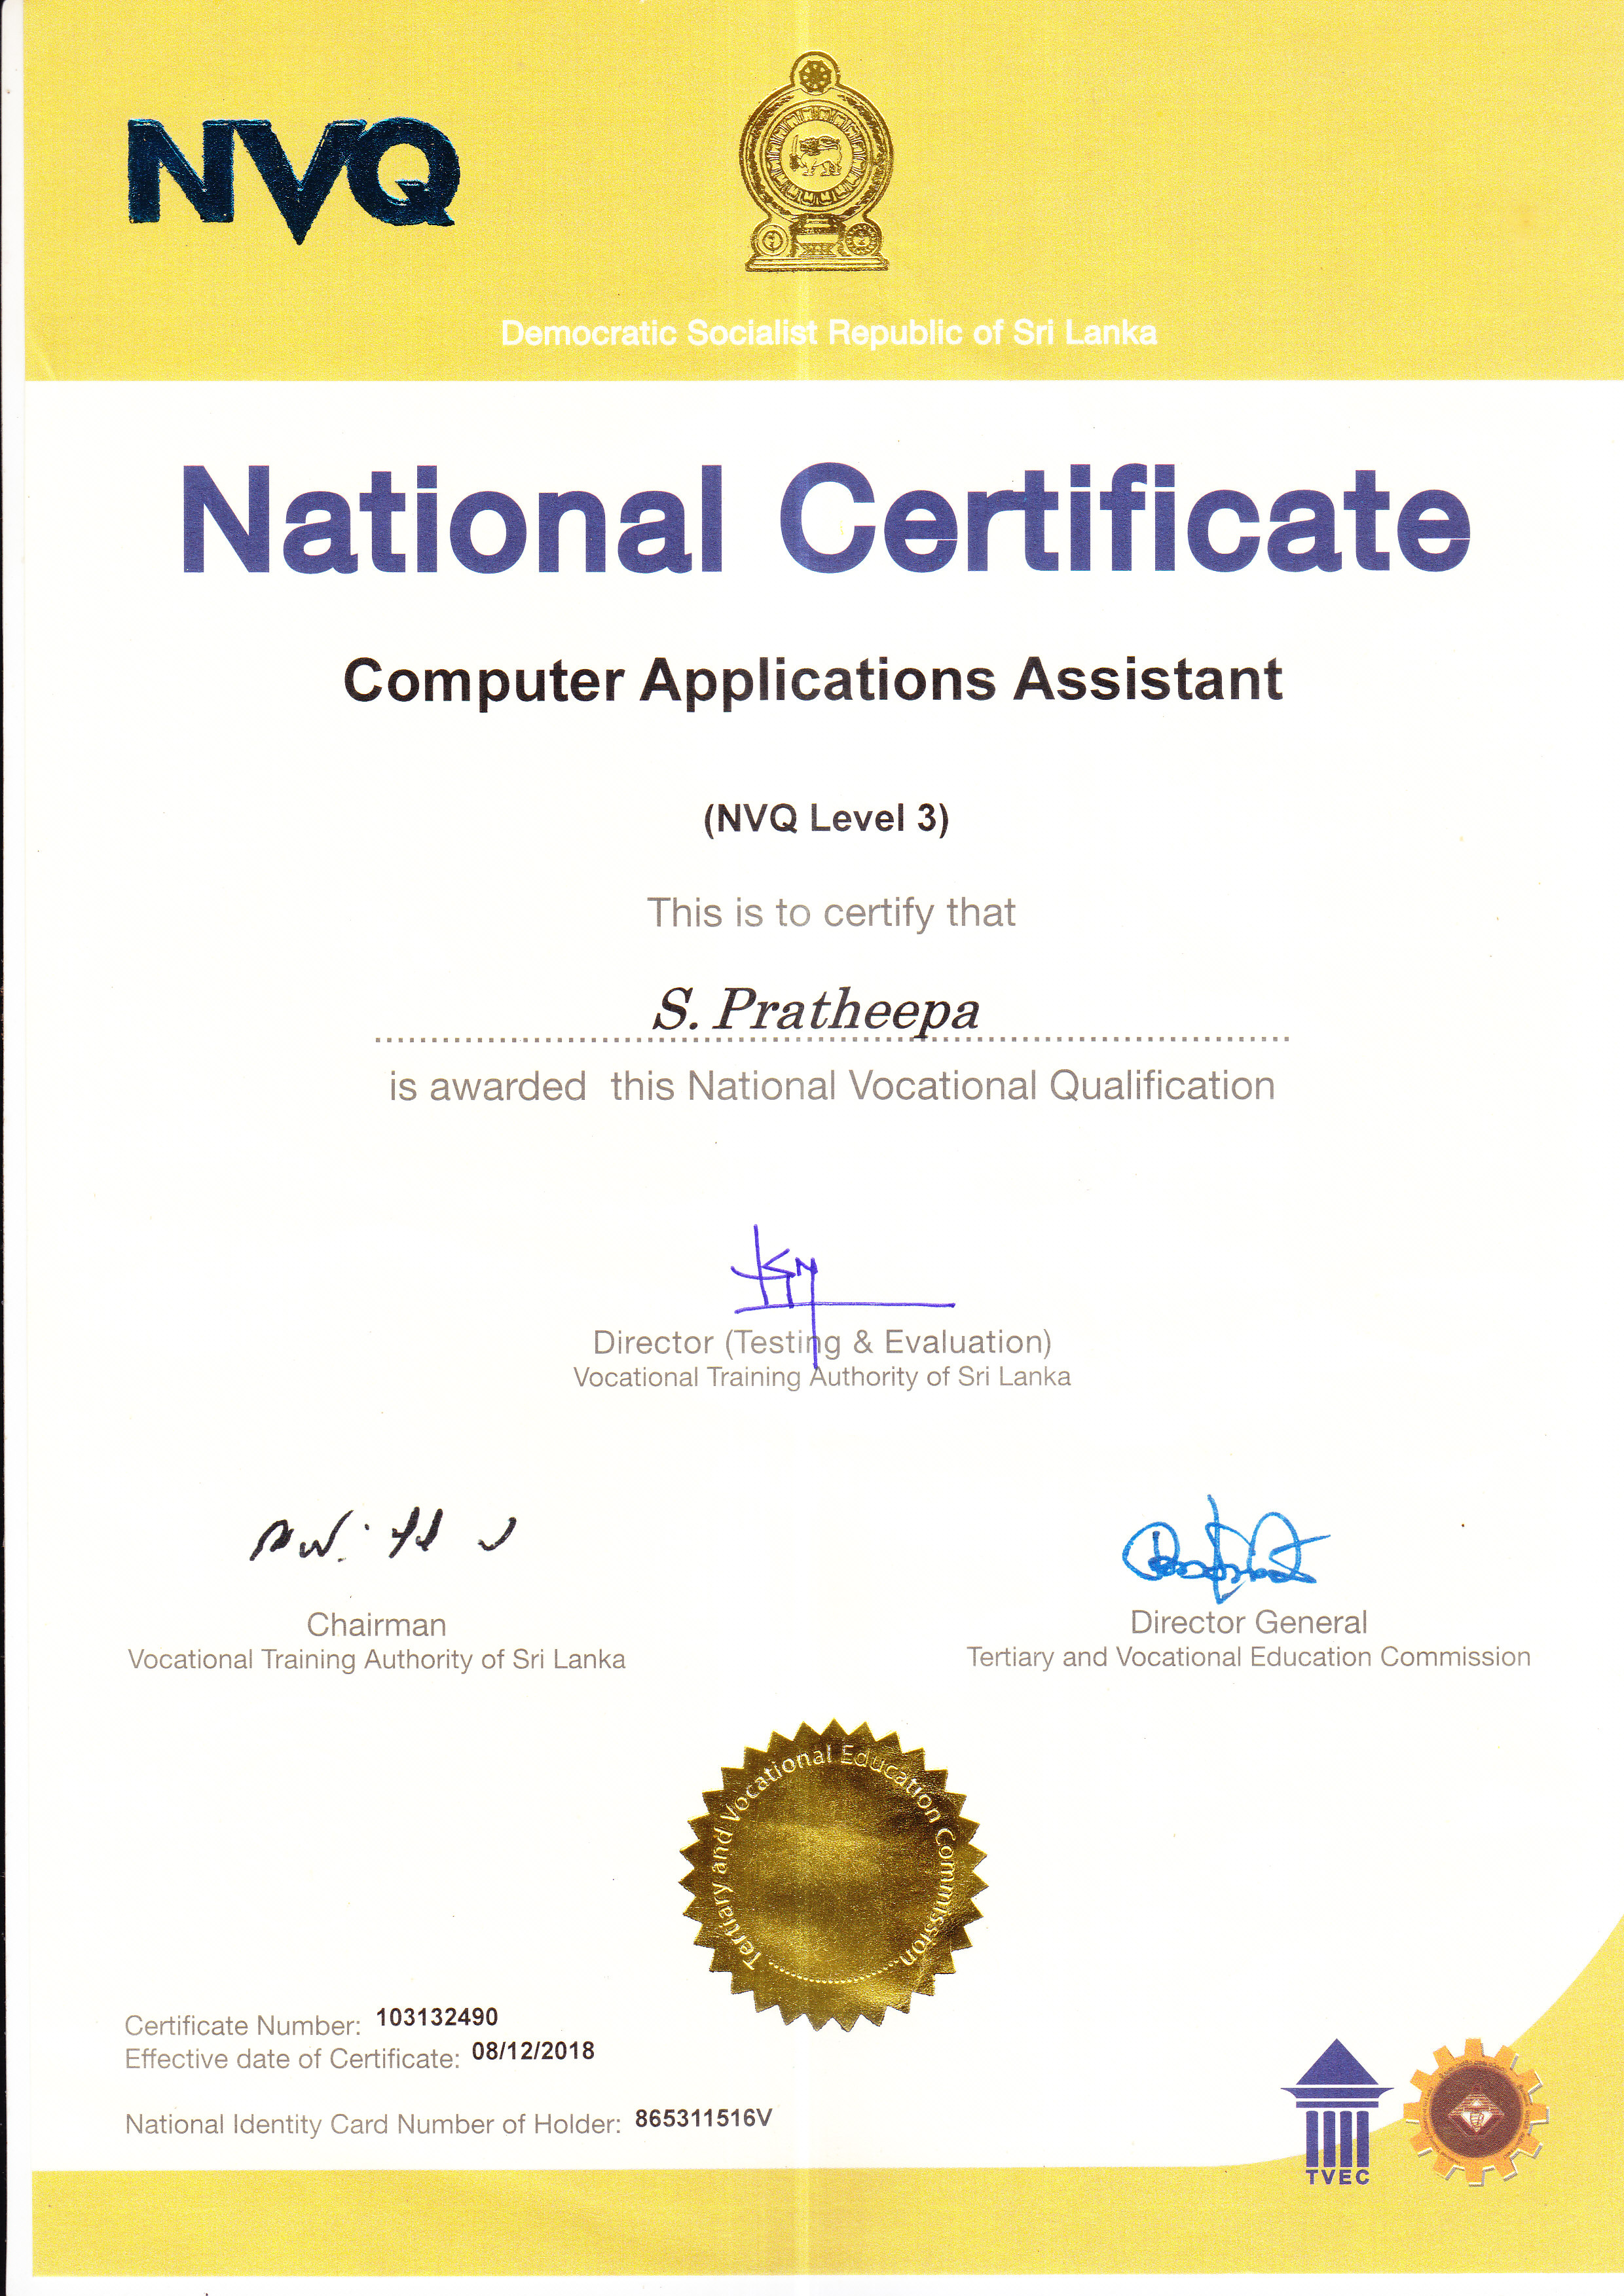 NVQ
Democratic Socialist Republic of Sri Lanka
National Certificate
Computer Applications Assistant
(NVQ Level 3)
This is to certify that
S. Pratheepa
is awarded this National Vocational Qualification
Director (Testing & Evaluation)
Vocational Training Authority of Sri Lanka
Chairman
Vocational Training Authority of Sri Lanka
Director General
Tertiary and Vocational Education Commission
Tertiary and Vocational Education Commission
Certificate Number: 103132490
Effective date of Certificate: 08/12/2018
National Identity Card Number of Holder: 865311516V
TVEC